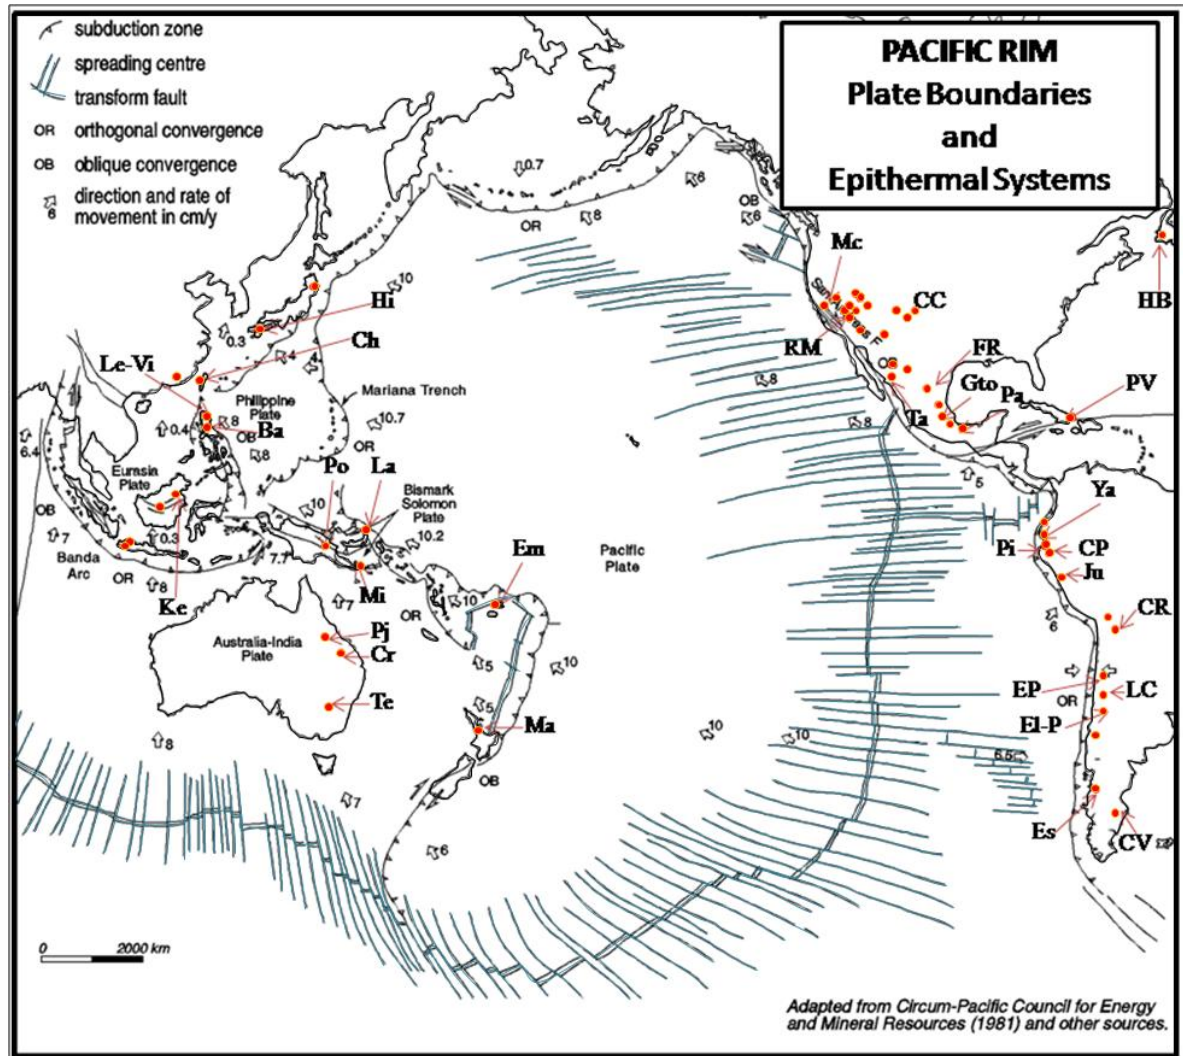 subduction zone
spreading centre
transform fault
OR orthogonal convergence
OB oblique convergence
6 direction and rate of
movement in cm/y
PACIFIC RIM
Plate Boundaries
and
Epithermal Systems
0.7
6
OB
6
8
OR
Mc
CC
HB
10
Hi
0.3
RM
Ch
4
4
OB
FR
Le-Vi
Mariana Trench
8
Gto
Pa
PV
Philippine
Plate
8
10.7
8
Ta
0.4
Ba
OB
6.4
8
OR
5
Eurasia
Plate
Po
La
Bismark
Solomon
Plate
Ya
OB
10
7
0.3
10.2
Em
Pacific
Plate
Pi
CP
Banda
Arc
7.7
Ju
OR
8
Ke
Mi
7
10
OR
6
CR
Australia-India
Plate
Pj
Cr
5
10
EP
LC
OR
Te
5
Ma
El-P
8
10
10
6.5
OB
7
Es
CV
6
0 2000 km
Adapted from Circum-Pacific Council for Energy
and Mineral Resources (1981) and other sources.